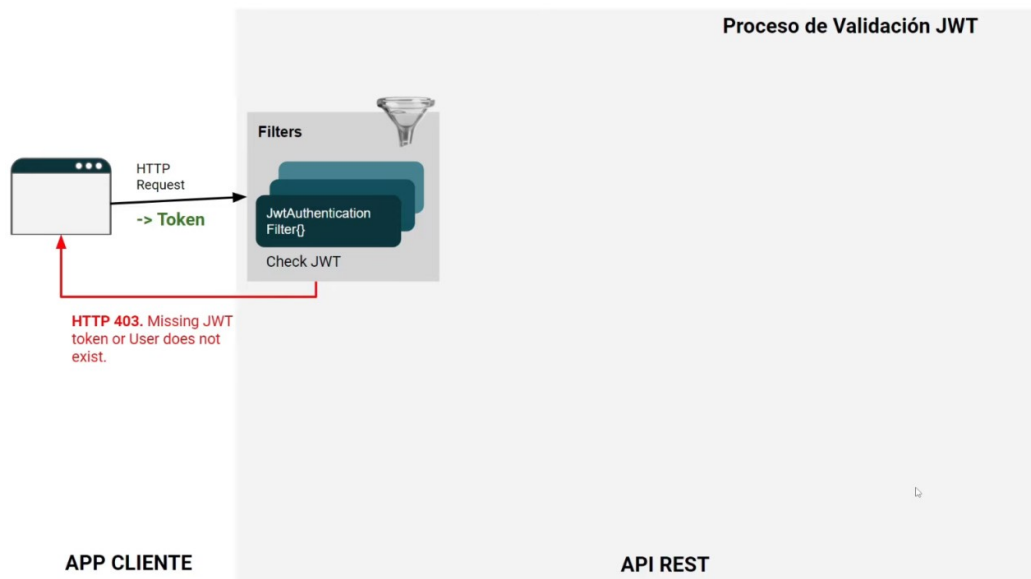 Proceso de Validación JWT
Filters
HTTP
Request
-> Token
JwtAuthentication
Filter{}
Check JWT
HTTP 403. Missing JWT
token or User does not
exist.
APP CLIENTE
API REST